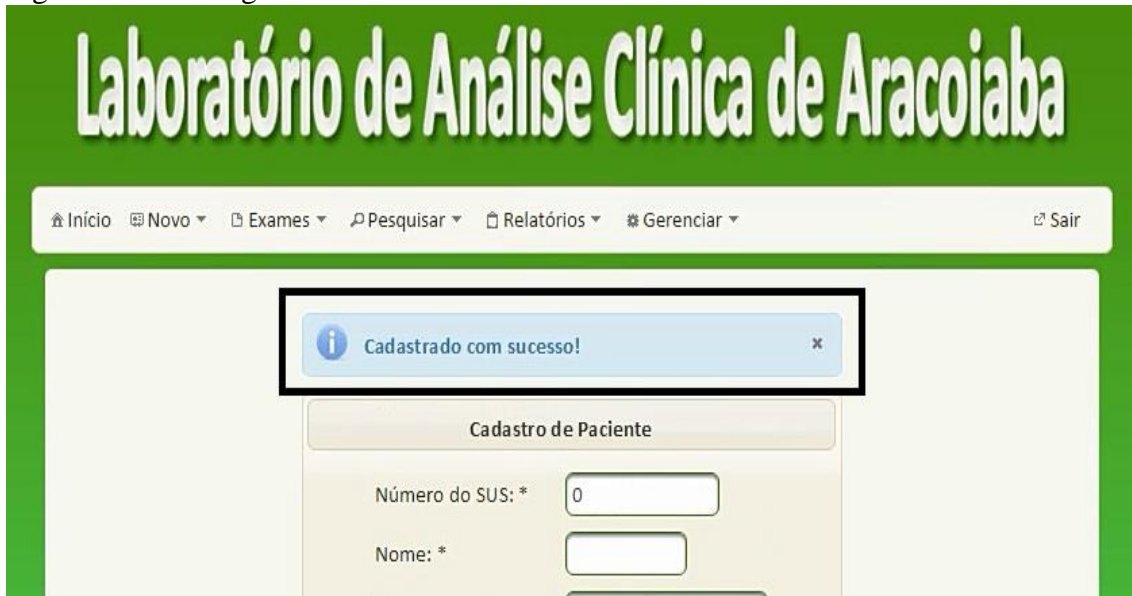 Laboratório de Análise Clínica de Aracoiaba
Início Novo Exames Pesquisar Relatórios Gerenciar Sair
Cadastrado com sucesso!
Cadastro de Paciente
Número do SUS: * 0
Nome: *